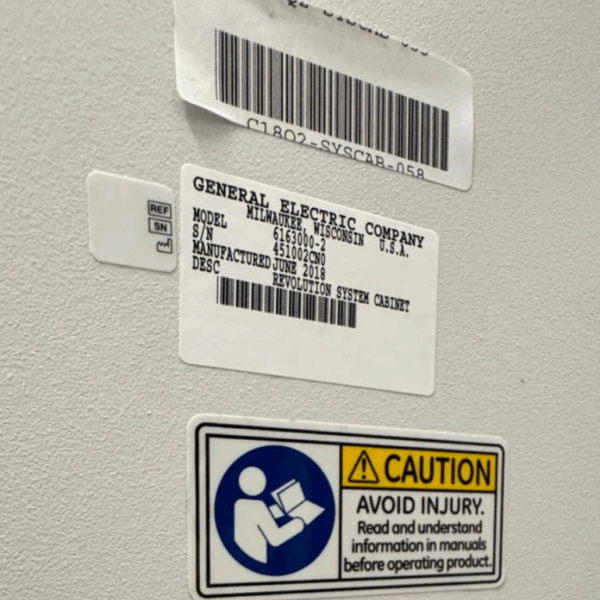 C18Q2-SYSCAB-058
REF
SN
GENERAL ELECTRIC COMPANY
MILWAUKEE, WISCONSIN U.S.A.
MODEL 6163000-2
S/N 451002CN0
MANUFACTURED JUNE 2018
DESC REVOLUTION SYSTEM CABINET
CAUTION
AVOID INJURY.
Read and understand
information in manuals
before operating product.